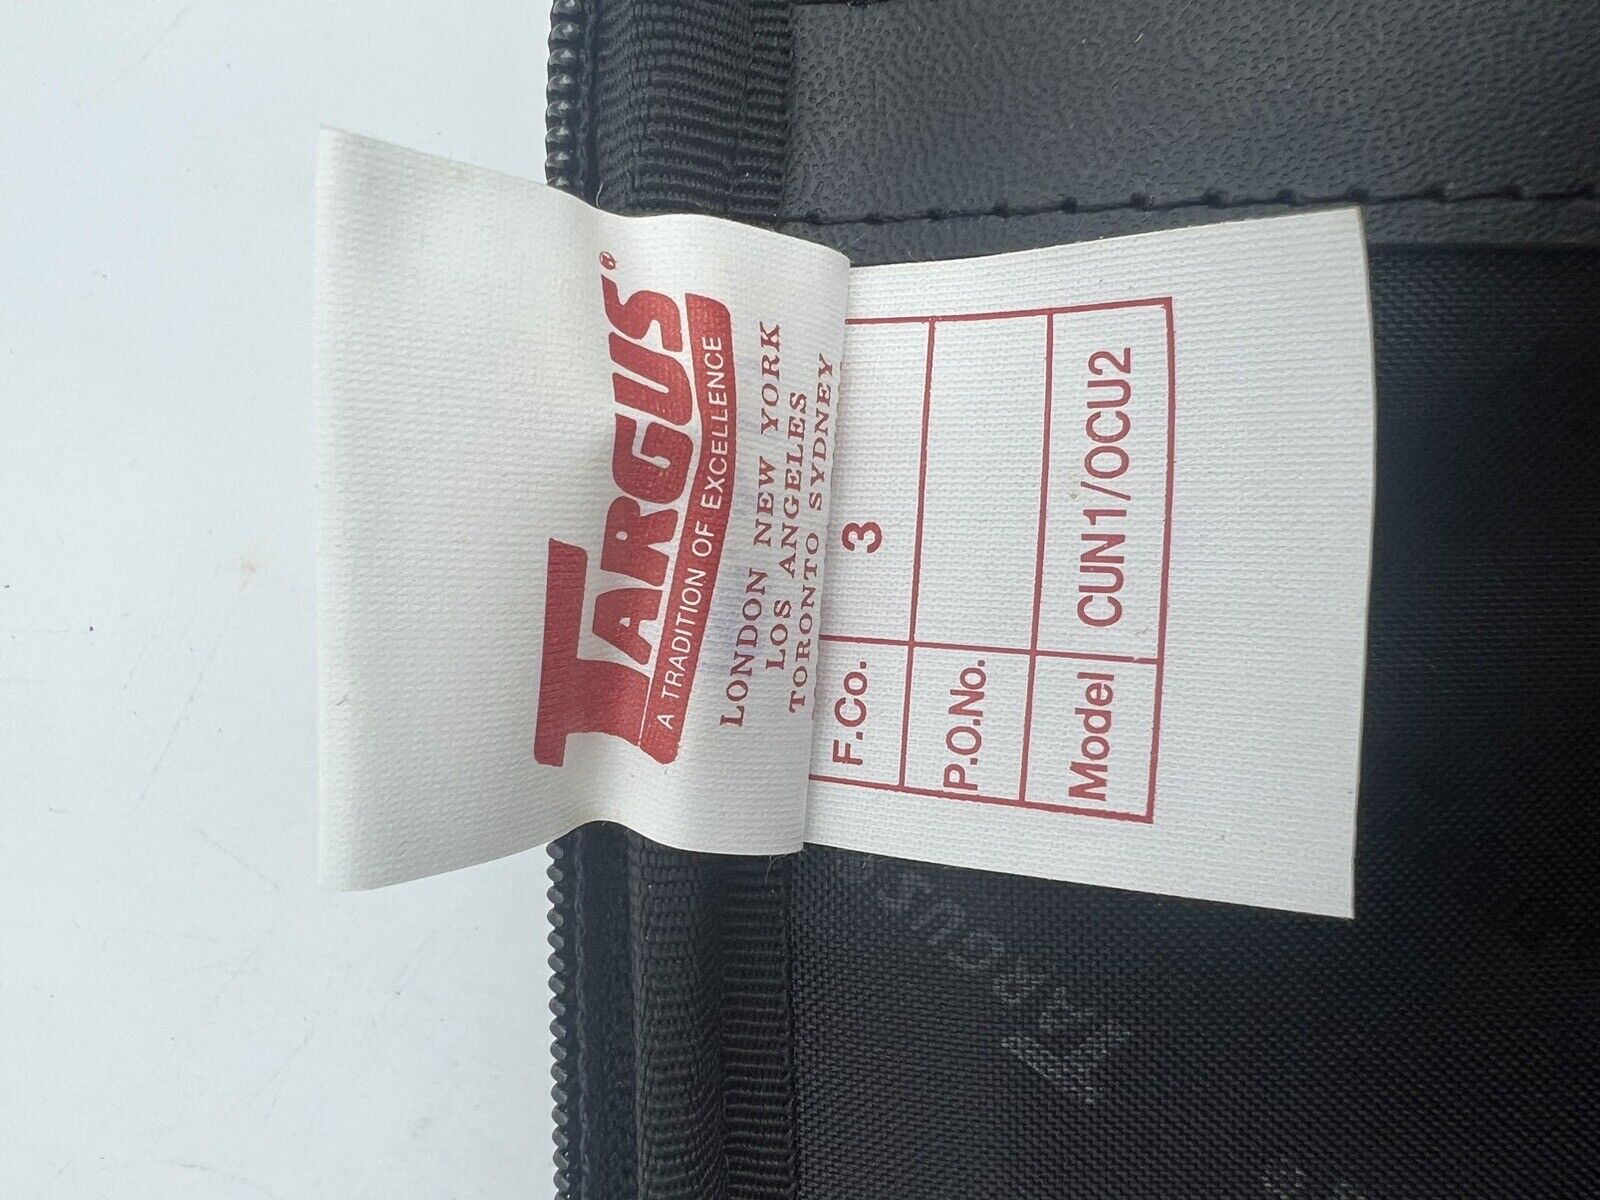 TARGUS®
A TRADITION OF EXCELLENCE
LONDON NEW YORK
LOS ANGELES
TORONTO SYDNEY
F.Co. 3
P.O.No.
Model CUN1/OCU2